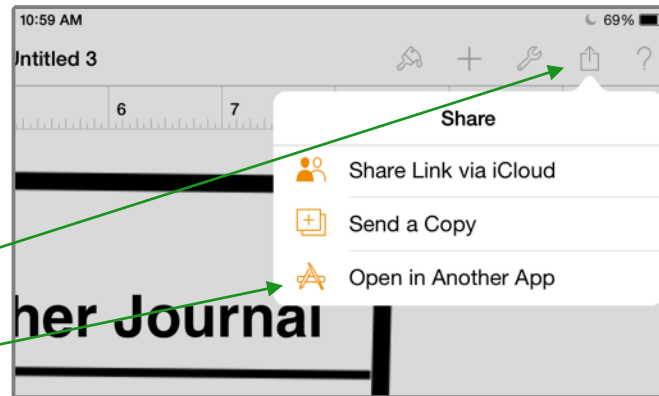 10:59 AM 69%
Untitled 3 ?
6 7
Share
Share Link via iCloud
Send a Copy
Open in Another App
her Journal